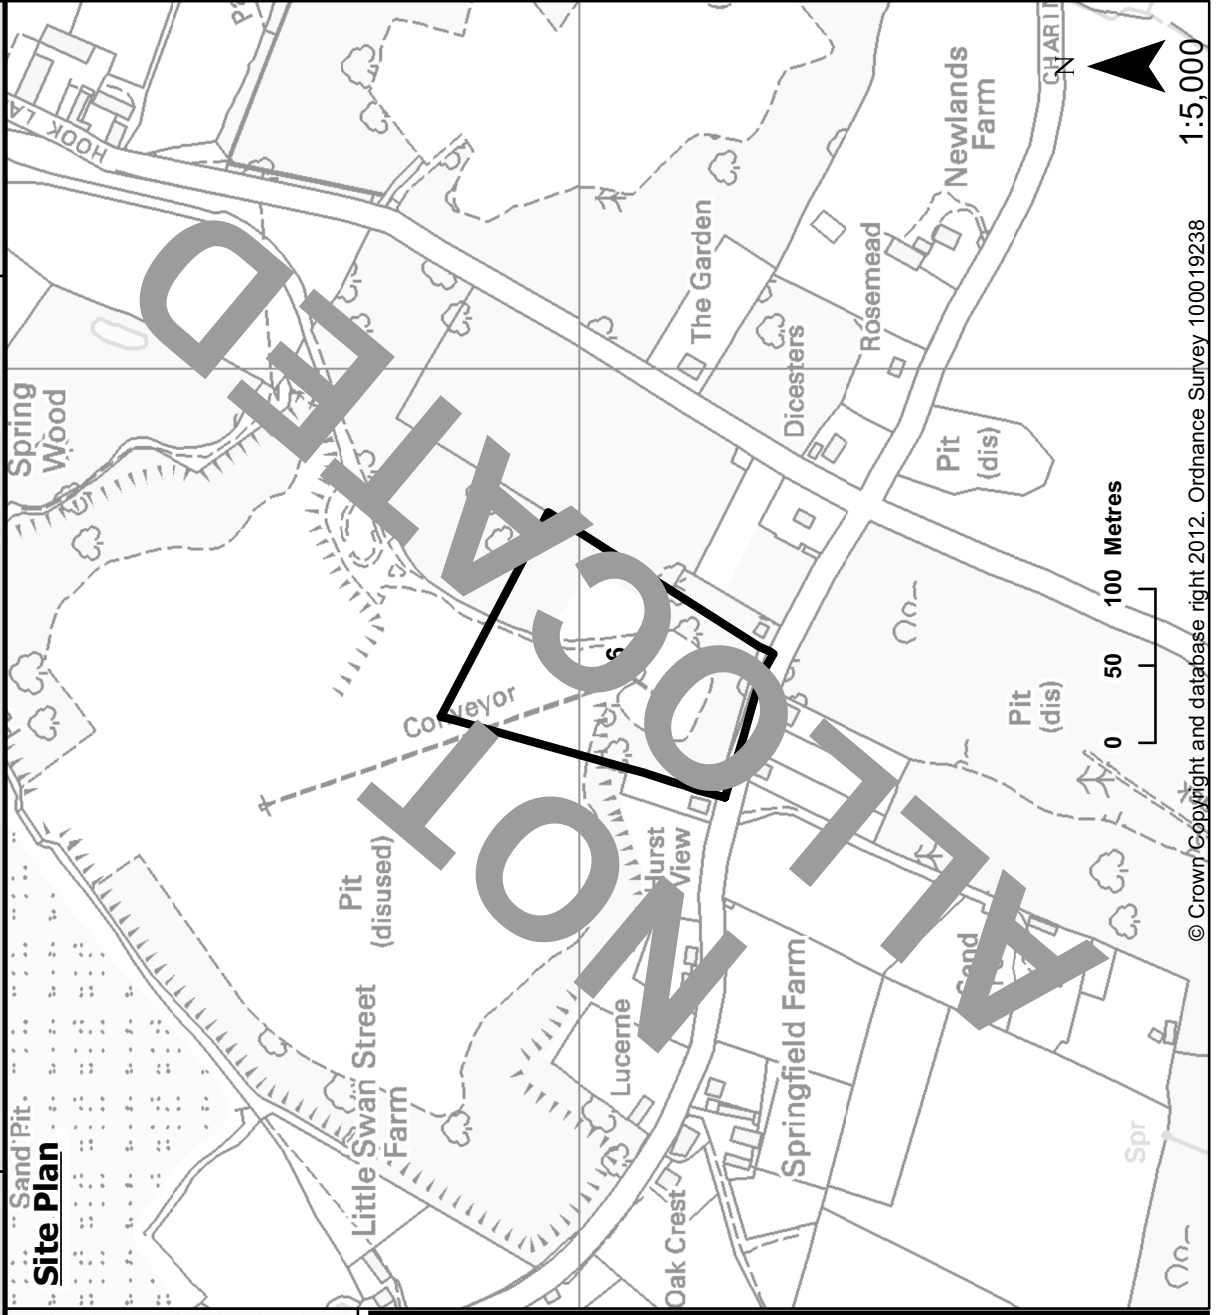 Site Plan
Sand Pit
Spring
Wood
HOOK LA
Little Swan Street
Farm
Pit
(disused)
Conveyor
6
NOT
ALLOCATED
The Garden
Dicesters
Rosemead
Newlands
Farm
Hurst
View
Lucerne
Oak Crest
Springfield Farm
Sand
Pit
(dis)
Pit
(dis)
Spr
CHARI
N
0 50 100 Metres
1:5,000
© Crown Copyright and database right 2012. Ordnance Survey 100019238